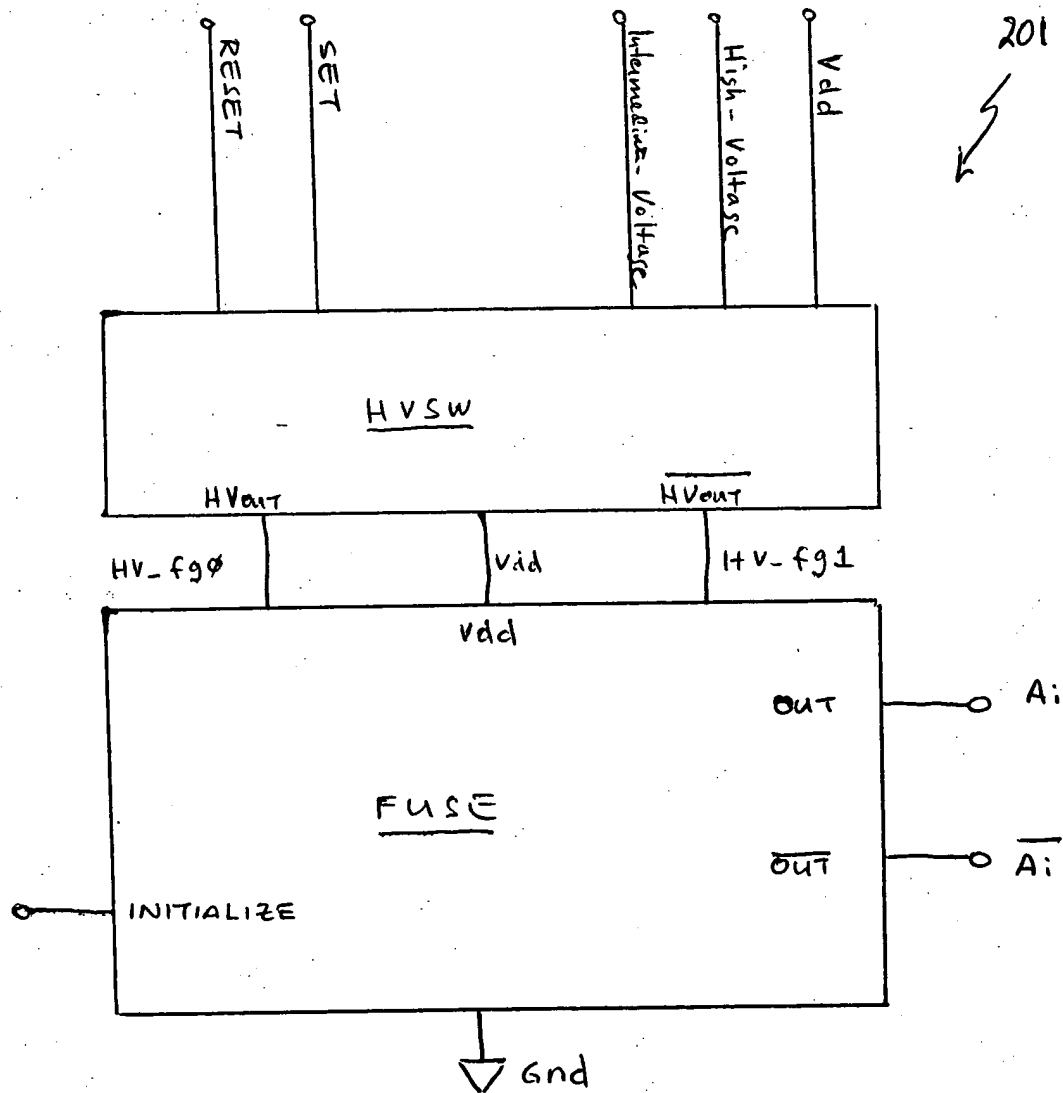 201
RESET
SET
Intermediate-Voltage
High-Voltage
Vdd
HVSW
HVOUT
HVOUT
HV_fg0
Vdd
HV_fg1
Vdd
OUT
Ai
FUSE
OUT
Ai
INITIALIZE
Gnd